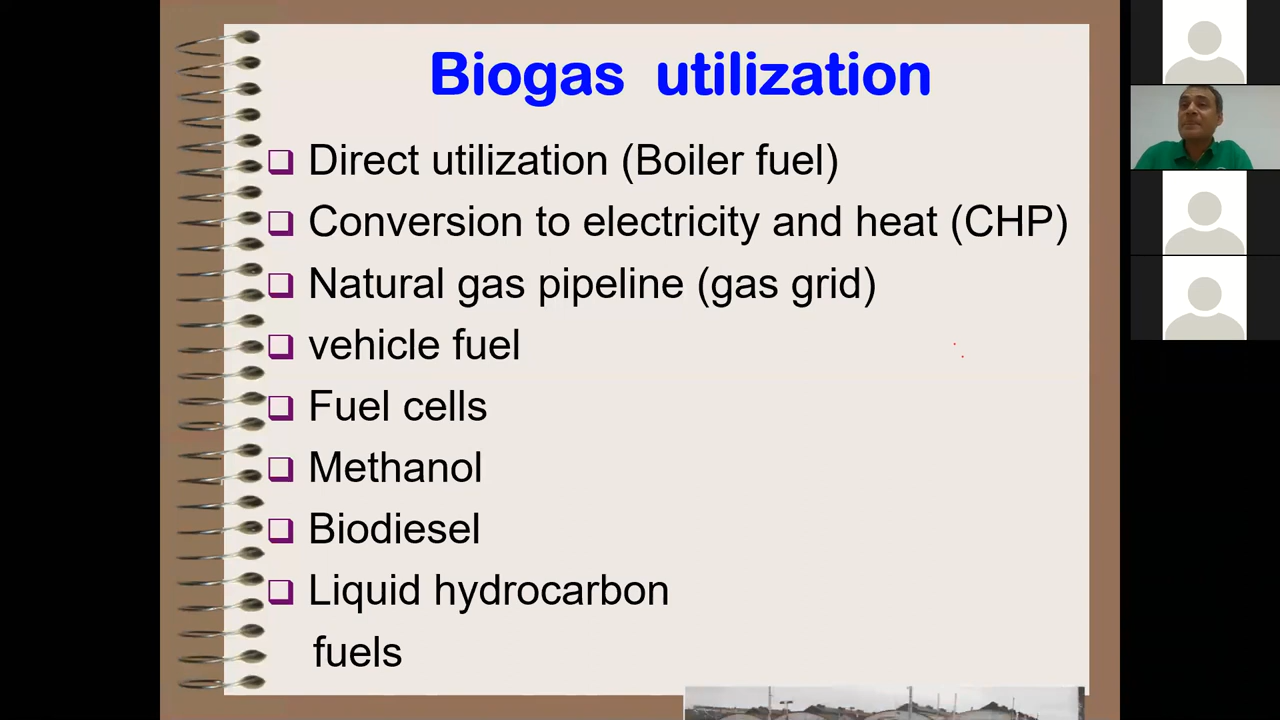 Biogas utilization
Direct utilization (Boiler fuel)
Conversion to electricity and heat (CHP)
Natural gas pipeline (gas grid)
vehicle fuel
Fuel cells
Methanol
Biodiesel
Liquid hydrocarbon
fuels